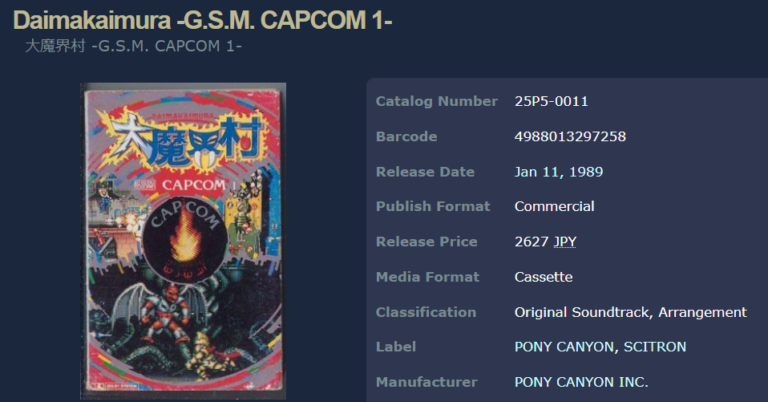 Daimakaimura -G.S.M. CAPCOM 1-
大魔界村 -G.S.M. CAPCOM 1-
DAIMAKAIMURA
大魔界村
CAPCOM 1
CAPCOM
Catalog Number 25P5-0011
Barcode 4988013297258
Release Date Jan 11, 1989
Publish Format Commercial
Release Price 2627 JPY
Media Format Cassette
Classification Original Soundtrack, Arrangement
Label PONY CANYON, SCITRON
Manufacturer PONY CANYON INC.